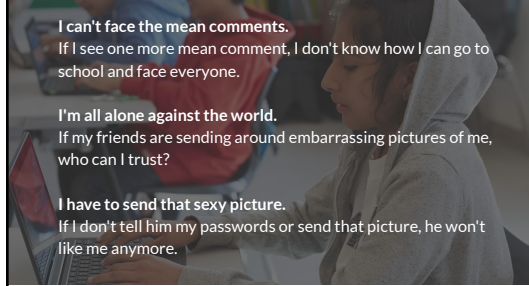 I can't face the mean comments.
If I see one more mean comment, I don't know how I can go to
school and face everyone.
I'm all alone against the world.
If my friends are sending around embarrassing pictures of me,
who can I trust?
I have to send that sexy picture.
If I don't tell him my passwords or send that picture, he won't
like me anymore.